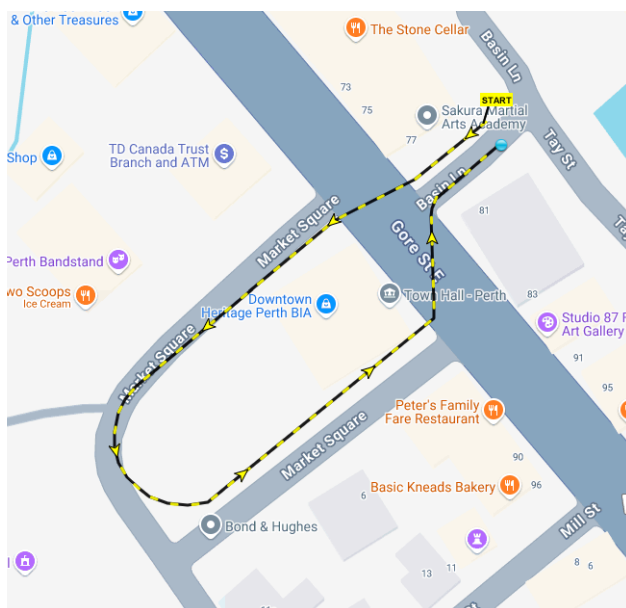 & Other Treasures
The Stone Cellar
Basin Ln
73
75
77
START
Sakura Martial
Arts Academy
Tay St
TD Canada Trust
Branch and ATM
Shop
Basin Ln
Market Square
81
Gore St E
Perth Bandstand
Two Scoops
Ice Cream
Downtown
Heritage Perth BIA
Town Hall - Perth
83
Studio 87 F
Art Gallery
Market Square
91
95
Peter's Family
Fare Restaurant
Market Square
90
96
Basic Kneads Bakery
6
Bond & Hughes
Mill St
13
11
8
6